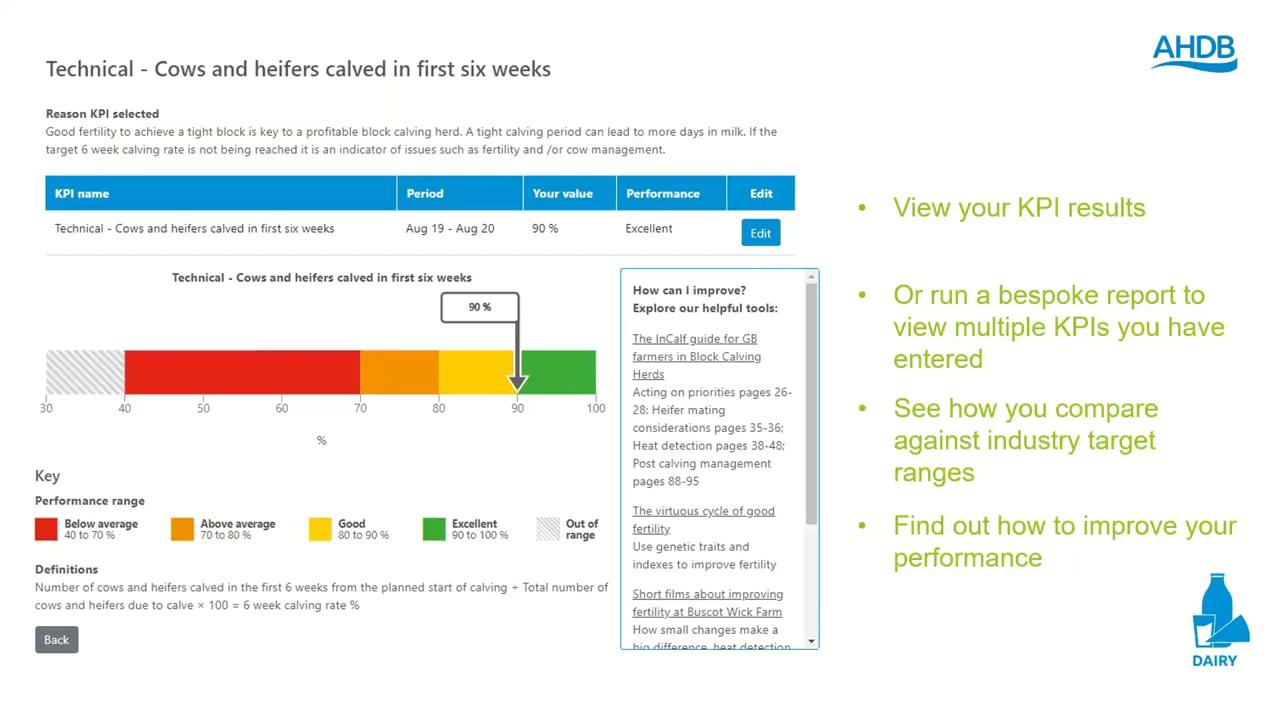 AHDB
Technical - Cows and heifers calved in first six weeks
Reason KPI selected
Good fertility to achieve a tight block is key to a profitable block calving herd. A tight calving period can lead to more days in milk. If the
target 6 week calving rate is not being reached it is an indicator of issues such as fertility and /or cow management.
KPI name Period Your value Performance Edit
Technical - Cows and heifers calved in first six weeks Aug 19 - Aug 20 90 % Excellent Edit
Technical - Cows and heifers calved in first six weeks
90 %
30 40 50 60 70 80 90 100
%
Key
Performance range
Below average
40 to 70 %
Above average
70 to 80 %
Good
80 to 90 %
Excellent
90 to 100 %
Out of
range
Definitions
Number of cows and heifers calved in the first 6 weeks from the planned start of calving ÷ Total number of
cows and heifers due to calve × 100 = 6 week calving rate %
Back
How can I improve?
Explore our helpful tools:
The InCalf guide for GB
farmers in Block Calving
Herds
Acting on priorities pages 26-
28; Heifer mating
considerations pages 35-36;
Heat detection pages 38-48;
Post calving management
pages 88-95
The virtuous cycle of good
fertility
Use genetic traits and
indexes to improve fertility
Short films about improving
fertility at Buscot Wick Farm
How small changes make a
big difference, heat detection
• View your KPI results
• Or run a bespoke report to
view multiple KPIs you have
entered
• See how you compare
against industry target
ranges
• Find out how to improve your
performance
DAIRY